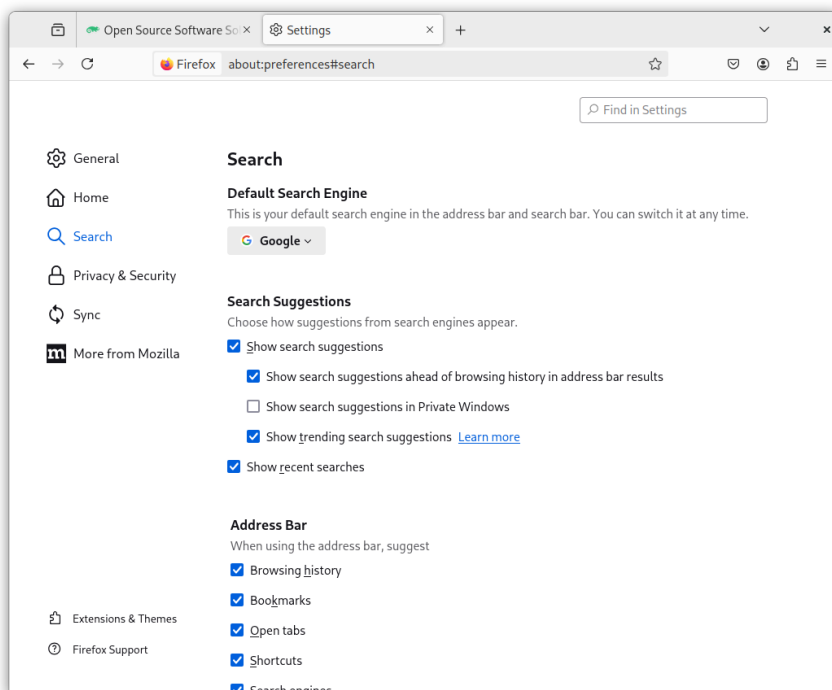 Open Source Software So
Settings
Firefox about:preferences#search
Find in Settings
General
Home
Search
Privacy & Security
Sync
More from Mozilla
Extensions & Themes
Firefox Support
Search
Default Search Engine
This is your default search engine in the address bar and search bar. You can switch it at any time.
Google
Search Suggestions
Choose how suggestions from search engines appear.
Show search suggestions
Show search suggestions ahead of browsing history in address bar results
Show search suggestions in Private Windows
Show trending search suggestions Learn more
Show recent searches
Address Bar
When using the address bar, suggest
Browsing history
Bookmarks
Open tabs
Shortcuts
Search engines